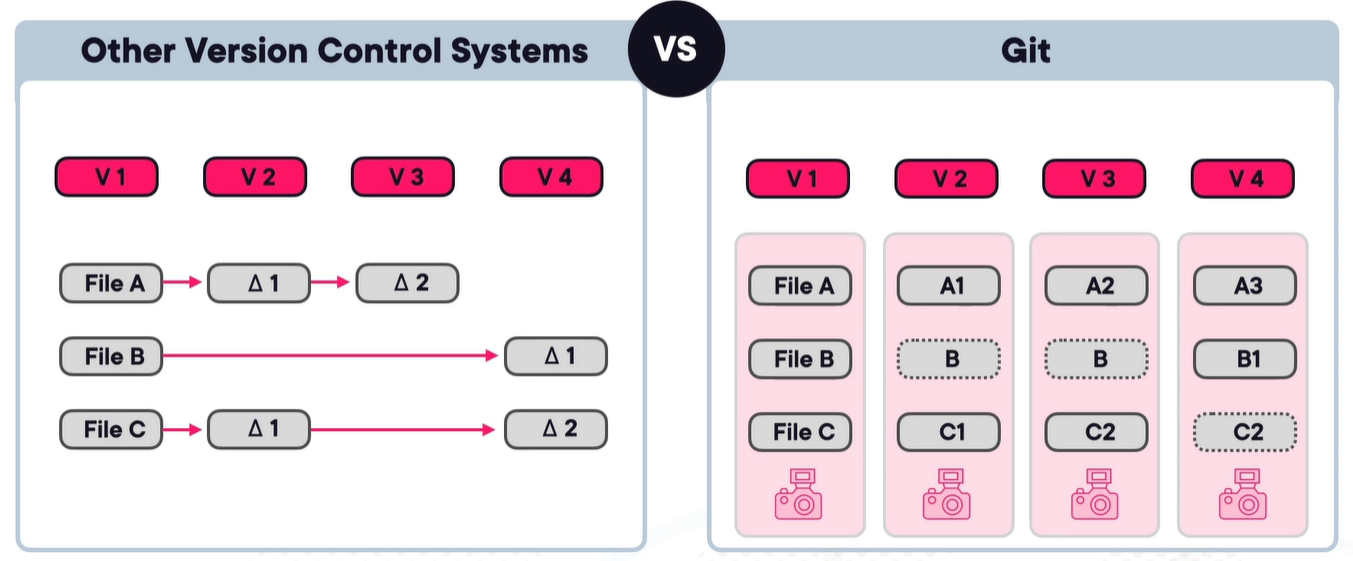 Other Version Control Systems
VS
Git
V 1 V 2 V 3 V 4
File A Δ 1 Δ 2
File B Δ 1
File C Δ 1 Δ 2
V 1 V 2 V 3 V 4
File A A1 A2 A3
File B B B B1
File C C1 C2 C2